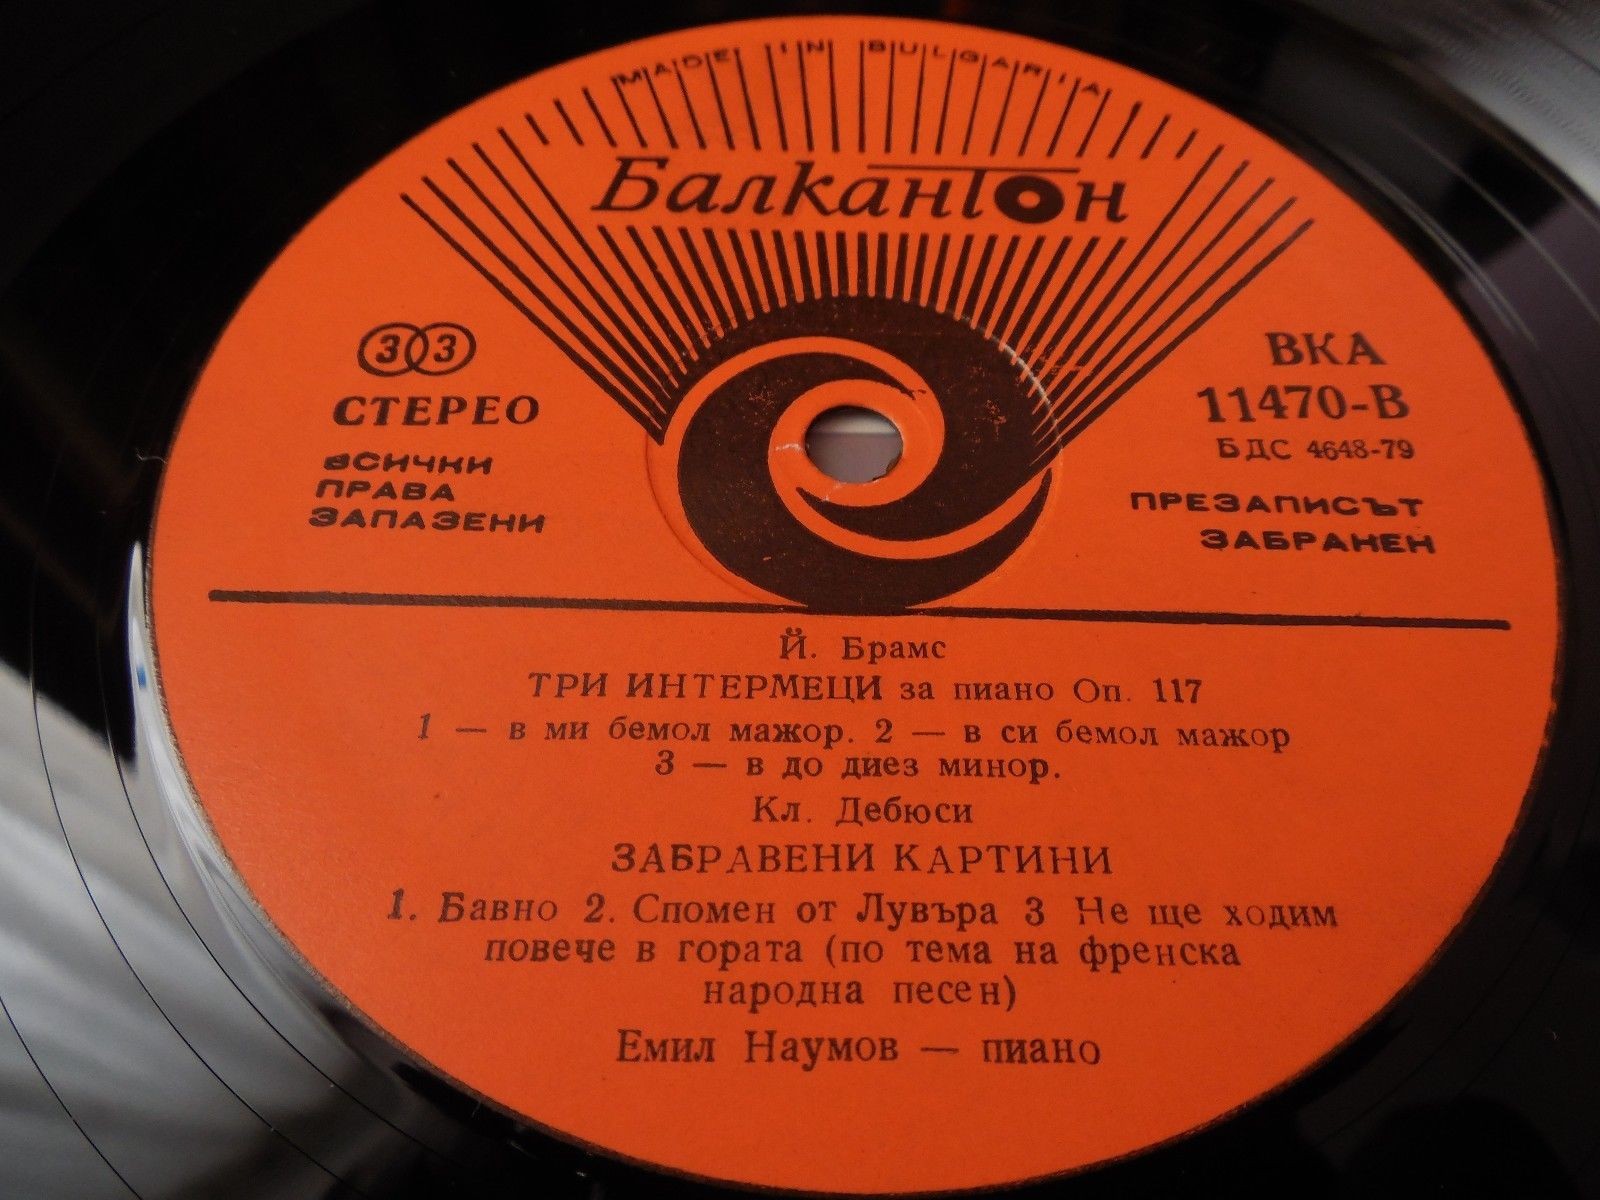 MADE IN BULGARIA
Балкантон
33
СТЕРЕО
ВСИЧКИ
ПРАВА
ЗАПАЗЕНИ
ВКА
11470-В
БДС 4648-79
ПРЕЗАПИСЪТ
ЗАБРАНЕН
Й. Брамс
ТРИ ИНТЕРМЕЦИ за пиано Оп. 117
1 — в ми бемол мажор. 2 — в си бемол мажор
3 — в до диез минор.
Кл. Дебюси
ЗАБРАВЕНИ КАРТИНИ
1. Бавно 2. Спомен от Лувъра 3 Не ще ходим
повече в гората (по тема на френска
народна песен)
Емил Наумов — пиано